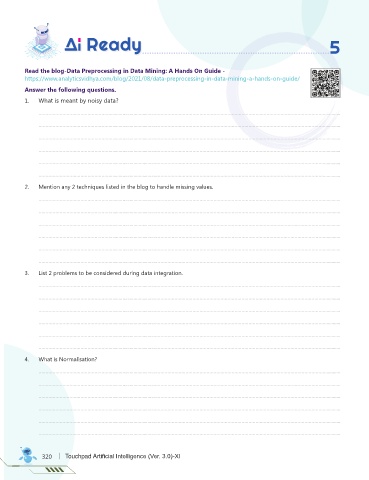 Ai Ready
5
Read the blog-Data Preprocessing in Data Mining: A Hands On Guide -
https://www.analyticsvidhya.com/blog/2021/08/data-preprocessing-in-data-mining-a-hands-on-guide/
Answer the following questions.
1. What is meant by noisy data?
2. Mention any 2 techniques listed in the blog to handle missing values.
3. List 2 problems to be considered during data integration.
4. What is Normalisation?
320 | Touchpad Artificial Intelligence (Ver. 3.0)-XI